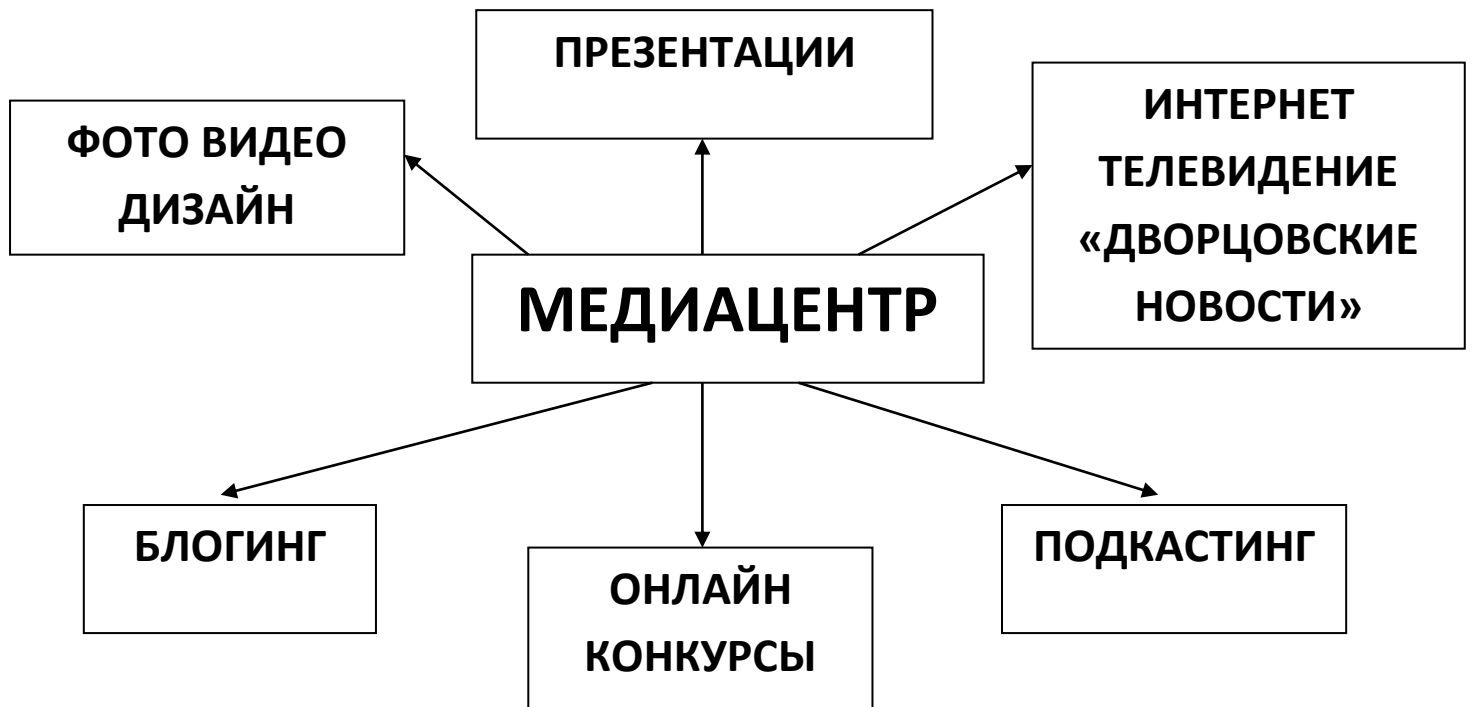 ПРЕЗЕНТАЦИИ
ФОТО ВИДЕО
ДИЗАЙН
ИНТЕРНЕТ
ТЕЛЕВИДЕНИЕ
«ДВОРЦОВСКИЕ
НОВОСТИ»
МЕДИАЦЕНТР
БЛОГИНГ
ОНЛАЙН
КОНКУРСЫ
ПОДКАСТИНГ